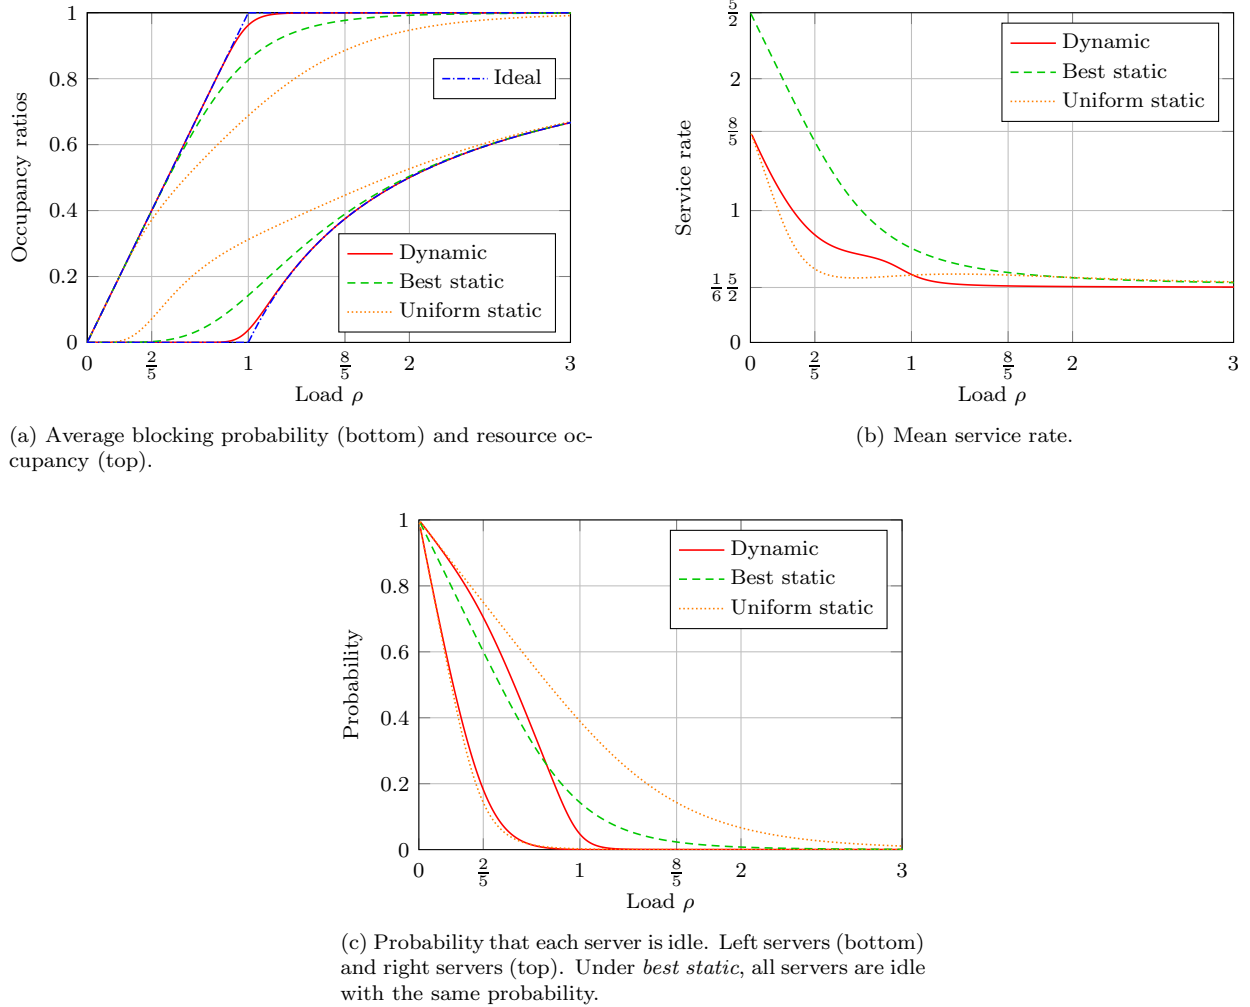 1
0.8
0.6
0.4
0.2
0
Occupancy ratios
Ideal
Dynamic
Best static
Uniform static
0 2/5 1 8/5 2 3
Load ρ
(a) Average blocking probability (bottom) and resource oc-
cupancy (top).
5/2
2
8/5
1
1/6 5/2
0
Service rate
Dynamic
Best static
Uniform static
0 2/5 1 8/5 2 3
Load ρ
(b) Mean service rate.
1
0.8
0.6
0.4
0.2
0
Probability
Dynamic
Best static
Uniform static
0 2/5 1 8/5 2 3
Load ρ
(c) Probability that each server is idle. Left servers (bottom)
and right servers (top). Under best static, all servers are idle
with the same probability.